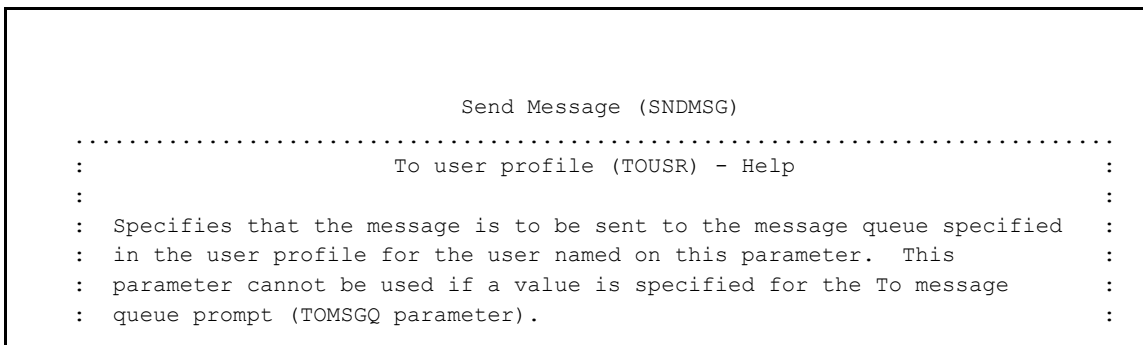 Send Message (SNDMSG)
..............................................................................
: To user profile (TOUSR) - Help :
: :
: Specifies that the message is to be sent to the message queue specified :
: in the user profile for the user named on this parameter. This :
: parameter cannot be used if a value is specified for the To message :
: queue prompt (TOMSGQ parameter). :